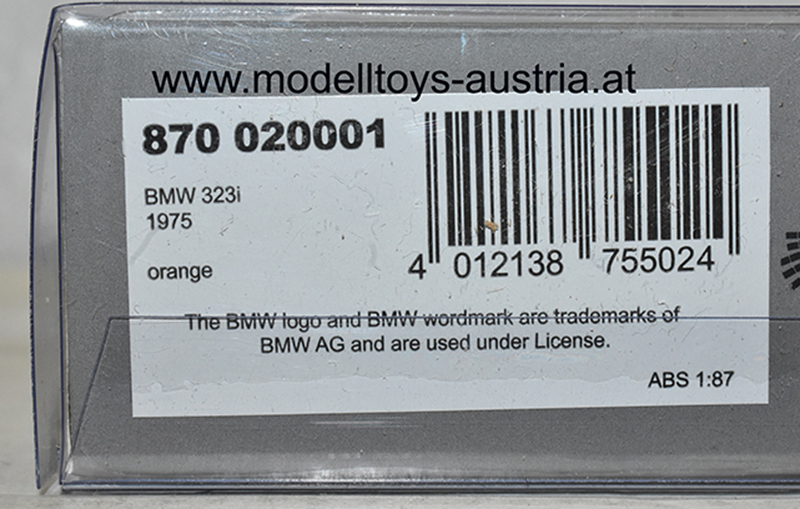 www.modelltoys-austria.at
870 020001
BMW 323i
1975
orange
4 012138 755024
The BMW logo and BMW wordmark are trademarks of
BMW AG and are used under License.
ABS 1:87